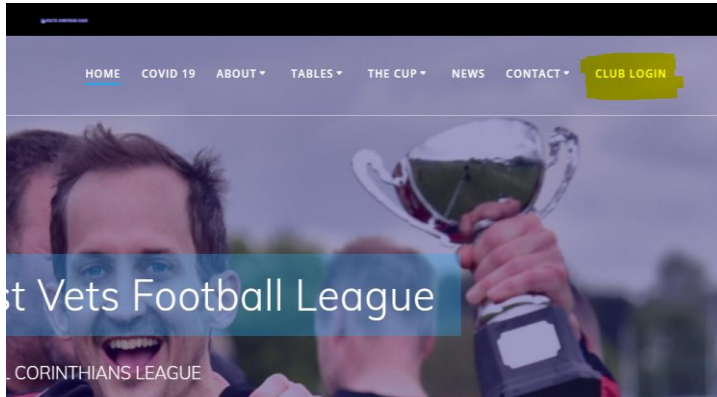 HOME COVID 19 ABOUT TABLES THE CUP NEWS CONTACT CLUB LOGIN
st Vets Football League
L CORINTHIANS LEAGUE